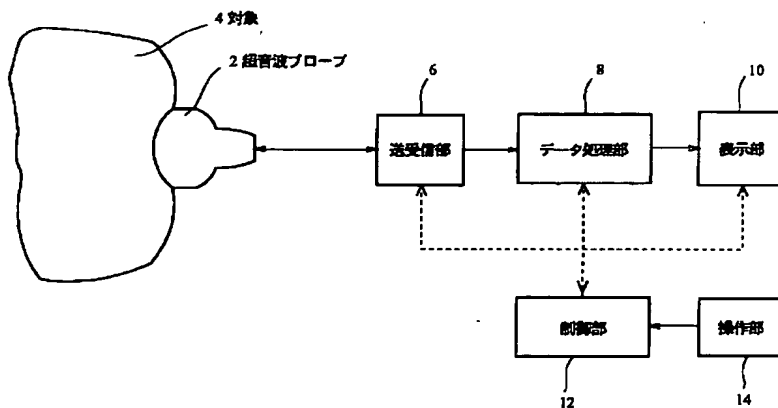 4 対象
2 超音波プローブ
6
8
10
送受信部
データ処理部
表示部
制御部
操作部
12
14